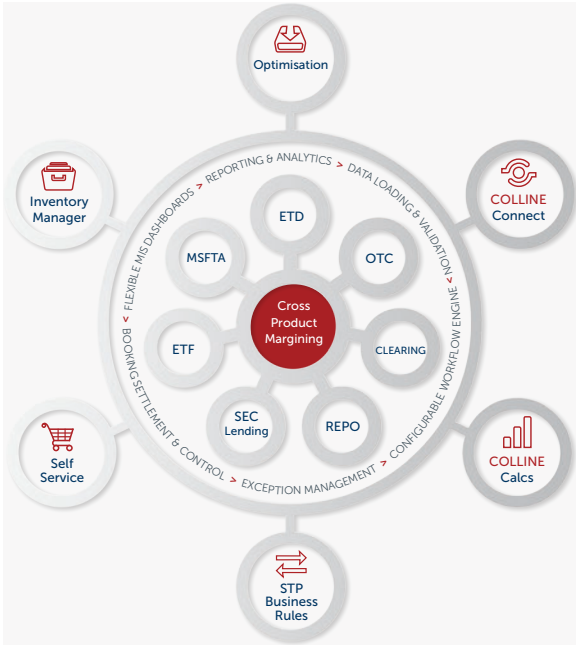 Optimisation
Inventory
Manager
COLLINE
Connect
FLEXIBLE MIS DASHBOARDS > REPORTING & ANALYTICS > DATA LOADING & VALIDATION > CONFIGURABLE WORKFLOW ENGINE > EXCEPTION MANAGEMENT > BOOKING SETTLEMENT & CONTROL >
ETD
MSFTA
OTC
Cross
Product
Margining
ETF
CLEARING
SEC
Lending
REPO
Self
Service
COLLINE
Calcs
STP
Business
Rules